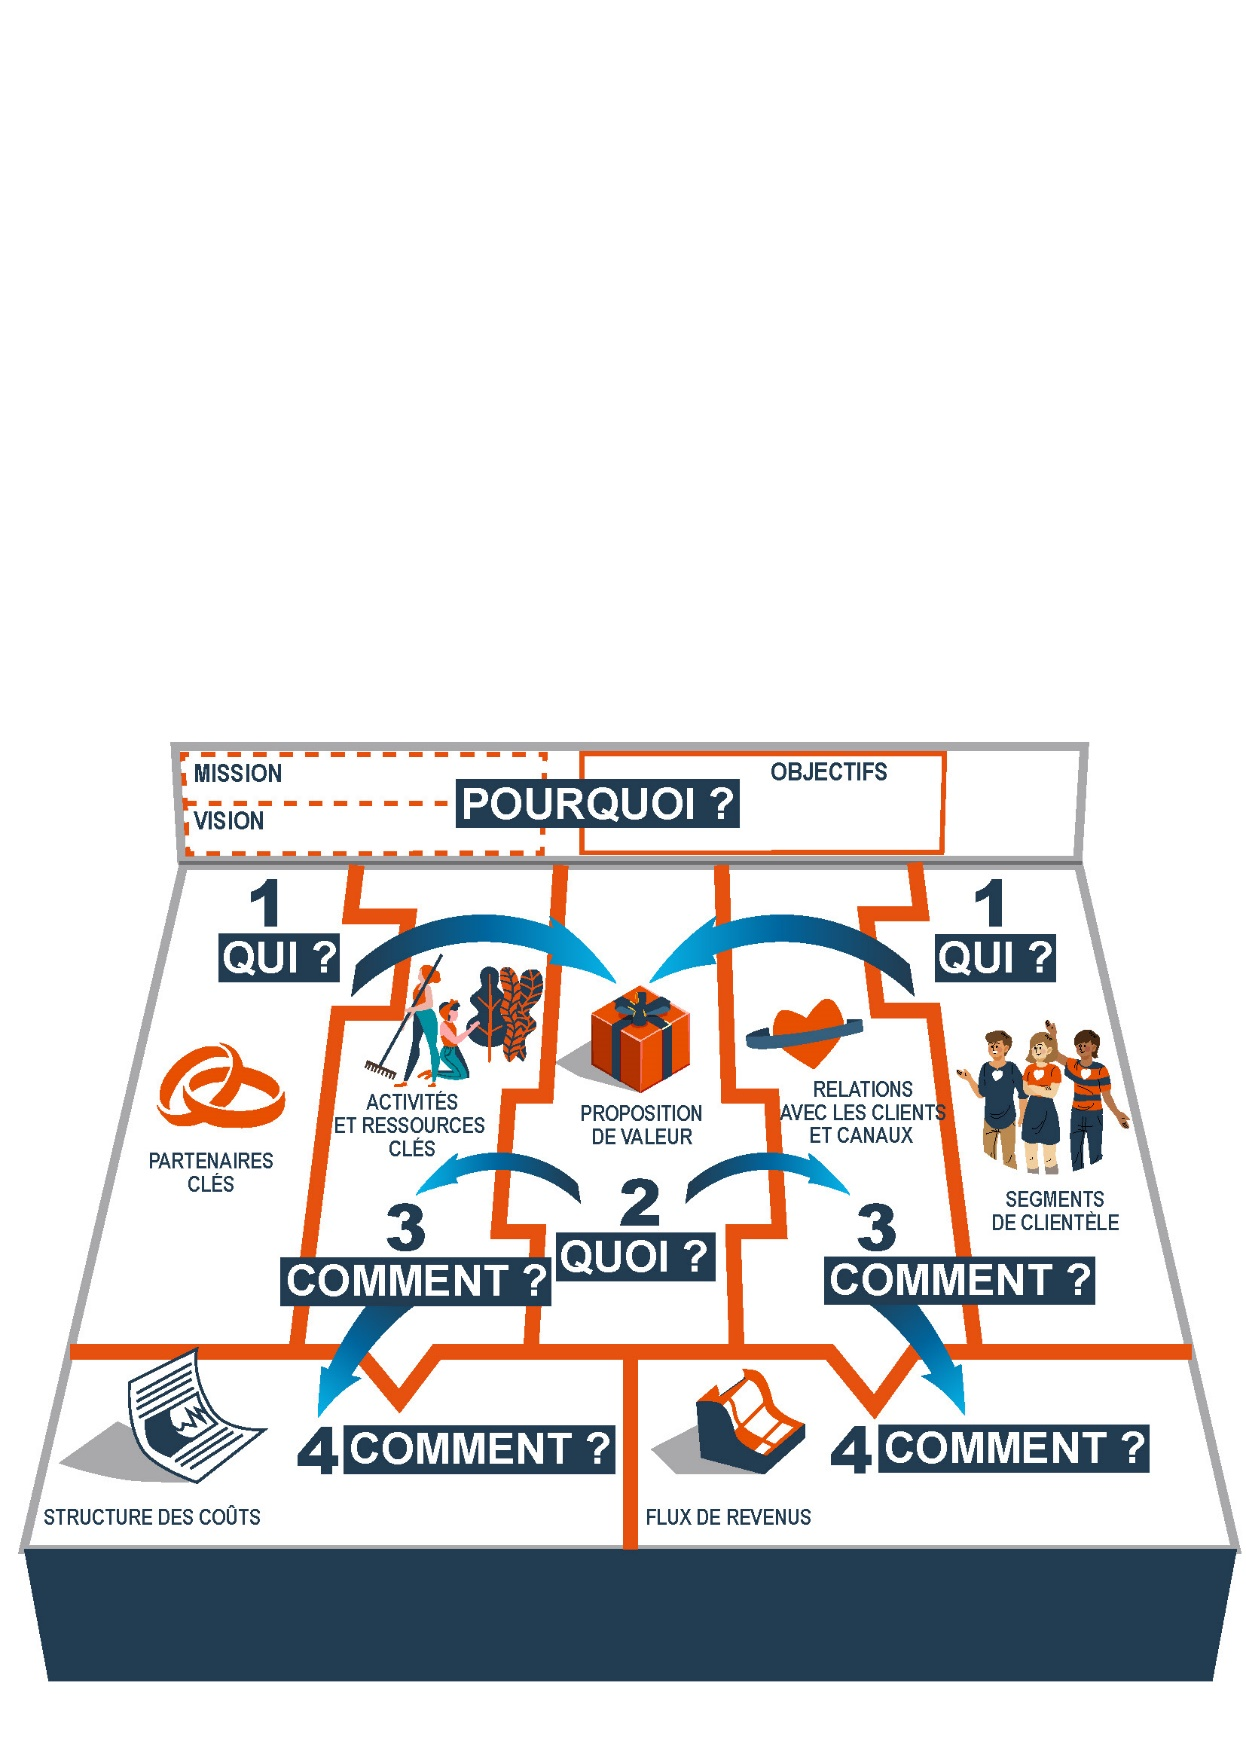 MISSION
OBJECTIFS
POURQUOI ?
VISION
1
QUI ?
1
QUI ?
PARTENAIRES
CLÉS
ACTIVITÉS
ET RESSOURCES
CLÉS
PROPOSITION
DE VALEUR
RELATIONS
AVEC LES CLIENTS
ET CANAUX
SEGMENTS
DE CLIENTÈLE
2
QUOI ?
3
COMMENT ?
3
COMMENT ?
4 COMMENT ?
STRUCTURE DES COÛTS
4 COMMENT ?
FLUX DE REVENUS